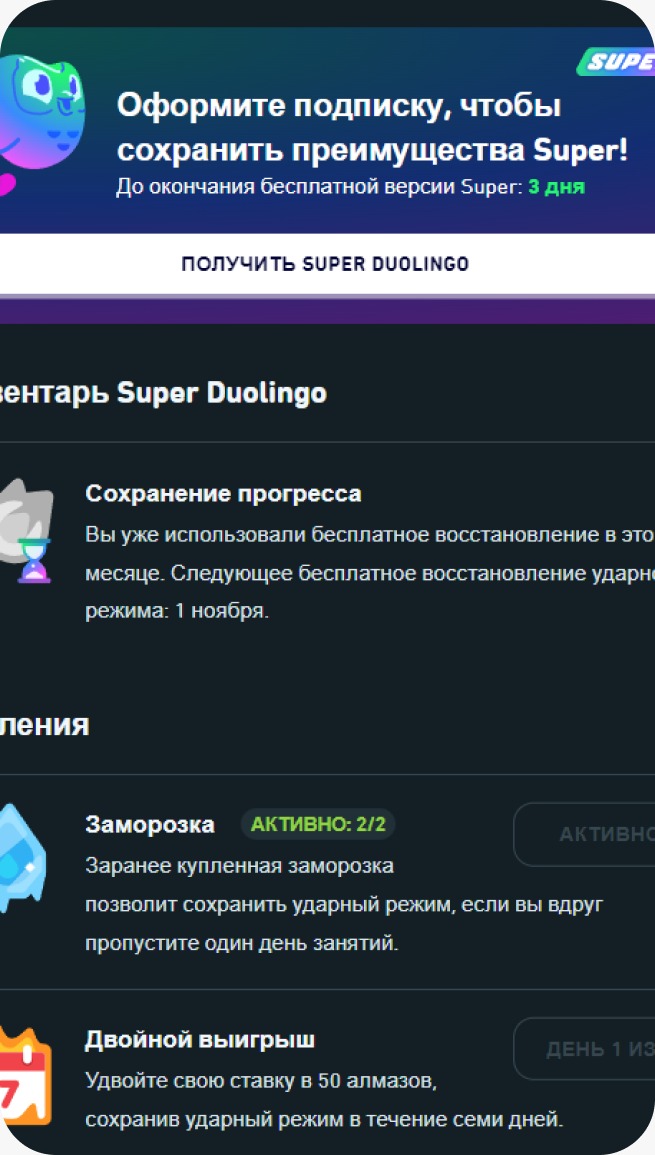 SUPE
Оформите подписку, чтобы
сохранить преимущества Super!
До окончания бесплатной версии Super: 3 дня
ПОЛУЧИТЬ SUPER DUOLINGO
вентарь Super Duolingo
Сохранение прогресса
Вы уже использовали бесплатное восстановление в это
месяце. Следующее бесплатное восстановление ударно
режима: 1 ноября.
ления
Заморозка АКТИВНО: 2/2
АКТИВНО
Заранее купленная заморозка
позволит сохранить ударный режим, если вы вдруг
пропустите один день занятий.
Двойной выигрыш
ДЕНЬ 1 ИЗ
7
Удвойте свою ставку в 50 алмазов,
сохранив ударный режим в течение семи дней.